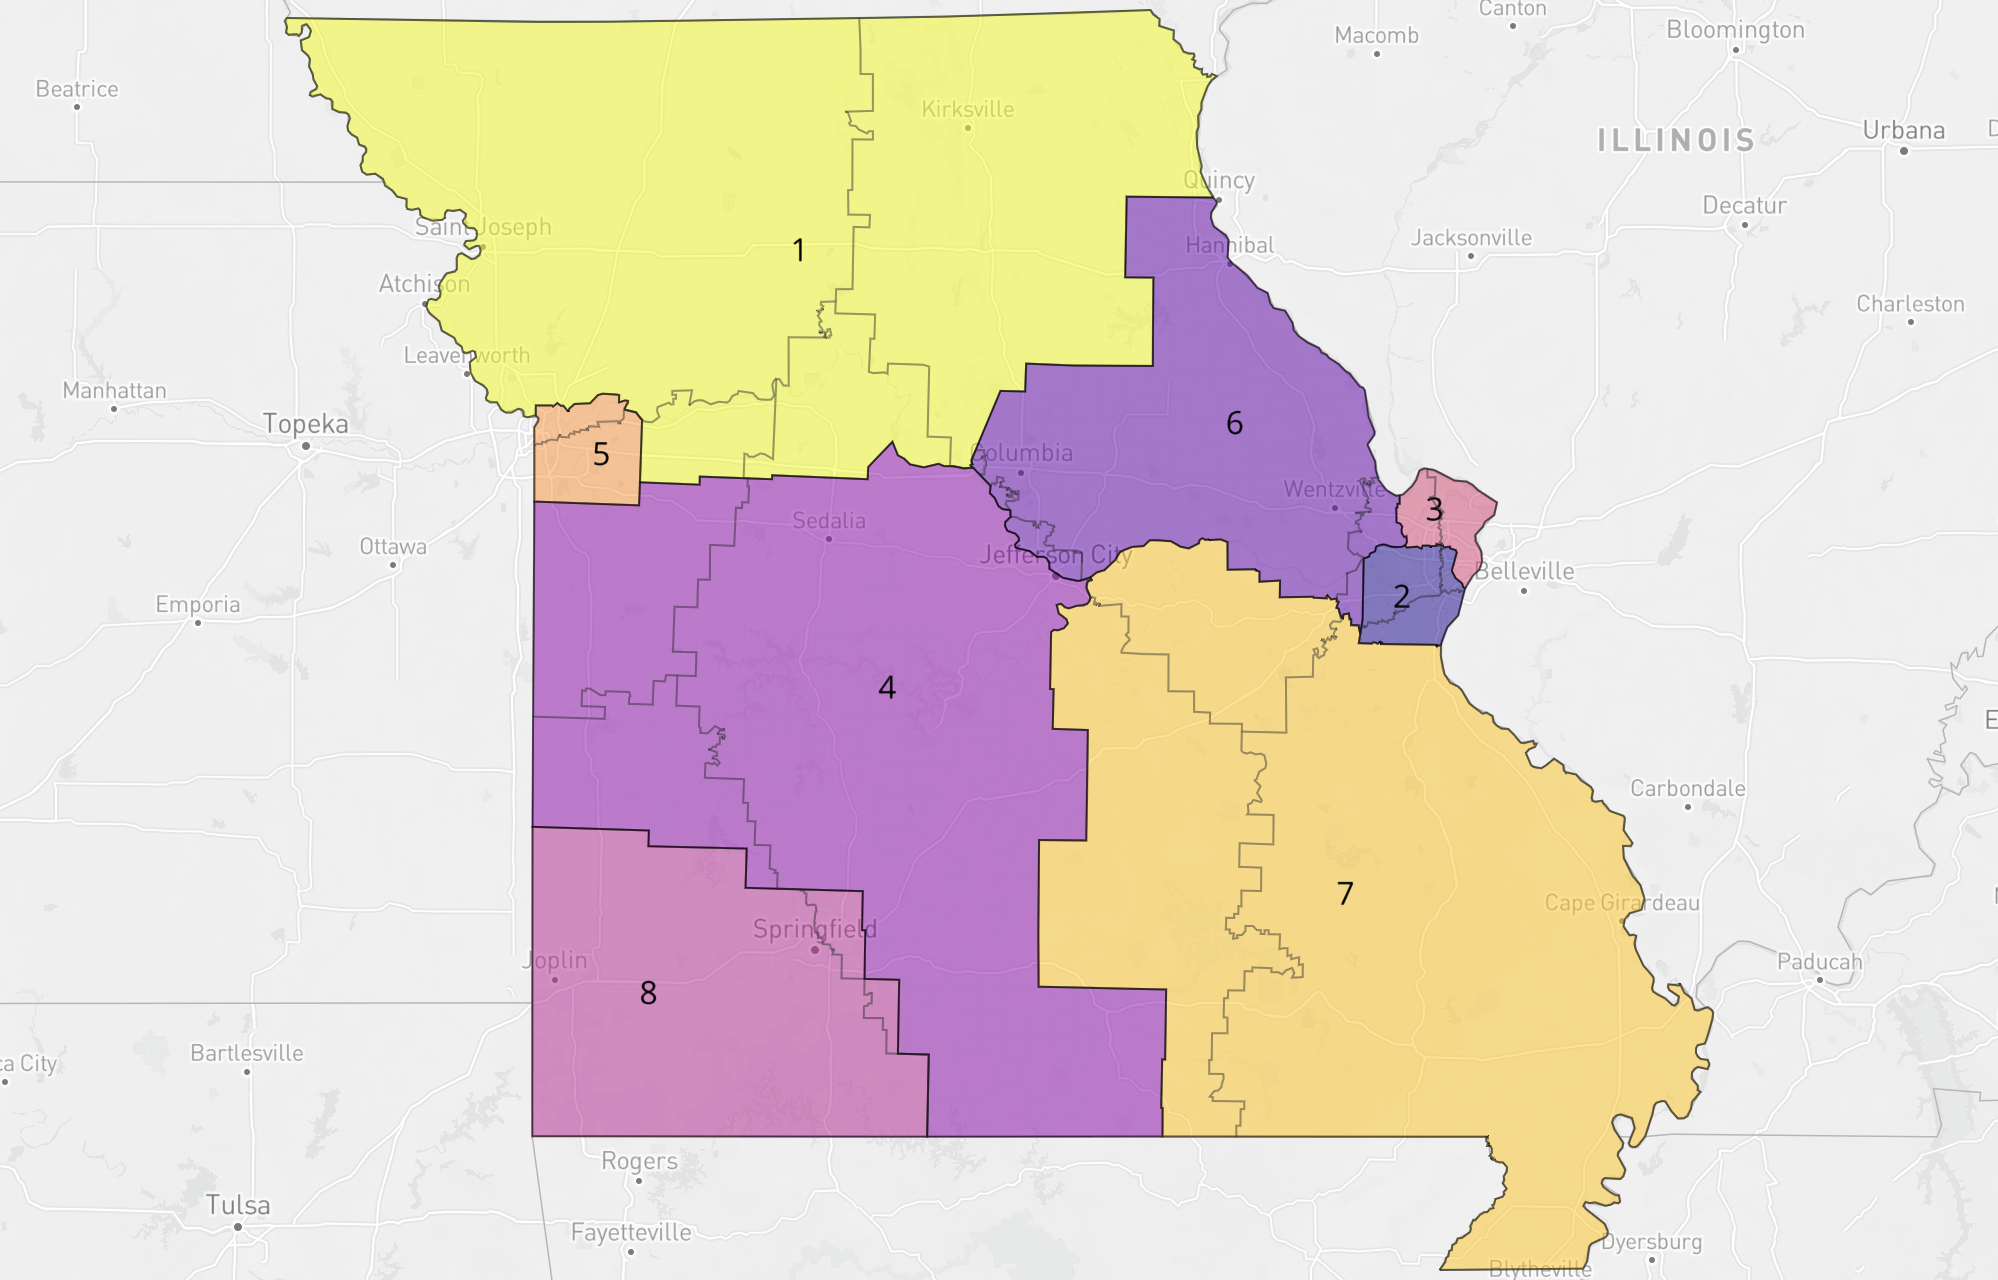 Canton
Macomb
Bloomington
Beatrice
Kirksville
ILLINOIS
Urbana
D
Quincy
Decatur
Saint Joseph
Hannibal
Jacksonville
1
Atchison
Charleston
Leavenworth
Manhattan
Topeka
6
5
Columbia
Wentzville
3
Sedalia
Ottawa
Jefferson City
Belleville
Emporia
2
4
E
Carbondale
7
Cape Girardeau
Springfield
Joplin
Paducah
8
Bartlesville
ca City
Rogers
Tulsa
Fayetteville
Dyersburg
Blytheville